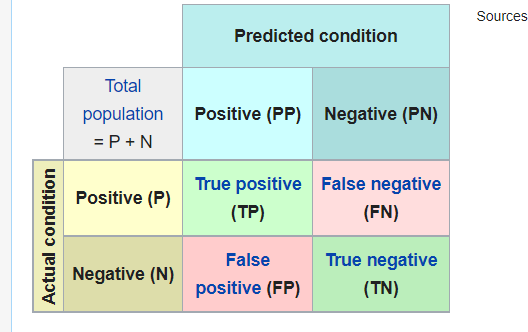 Sources
Predicted condition
Total
population
= P + N
Positive (PP)
Negative (PN)
Actual condition
Positive (P)
True positive
(TP)
False negative
(FN)
Negative (N)
False
positive (FP)
True negative
(TN)